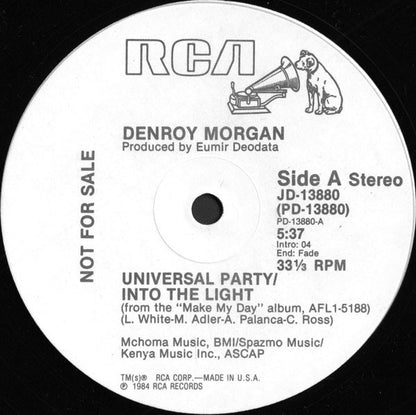 RCA
DENROY MORGAN
Produced by Eumir Deodata
NOT FOR SALE
Side A Stereo
JD-13880
(PD-13880)
PD-13880-A
5:37
Intro: 04
End: Fade
33⅓ RPM
UNIVERSAL PARTY/
INTO THE LIGHT
(from the "Make My Day" album, AFL1-5188)
(L. White-M. Adler-A. Palanca-C. Ross)
Mchoma Music, BMI/Spazmo Music/
Kenya Music Inc., ASCAP
TM(s)® RCA CORP.—MADE IN U.S.A.
℗ 1984 RCA RECORDS